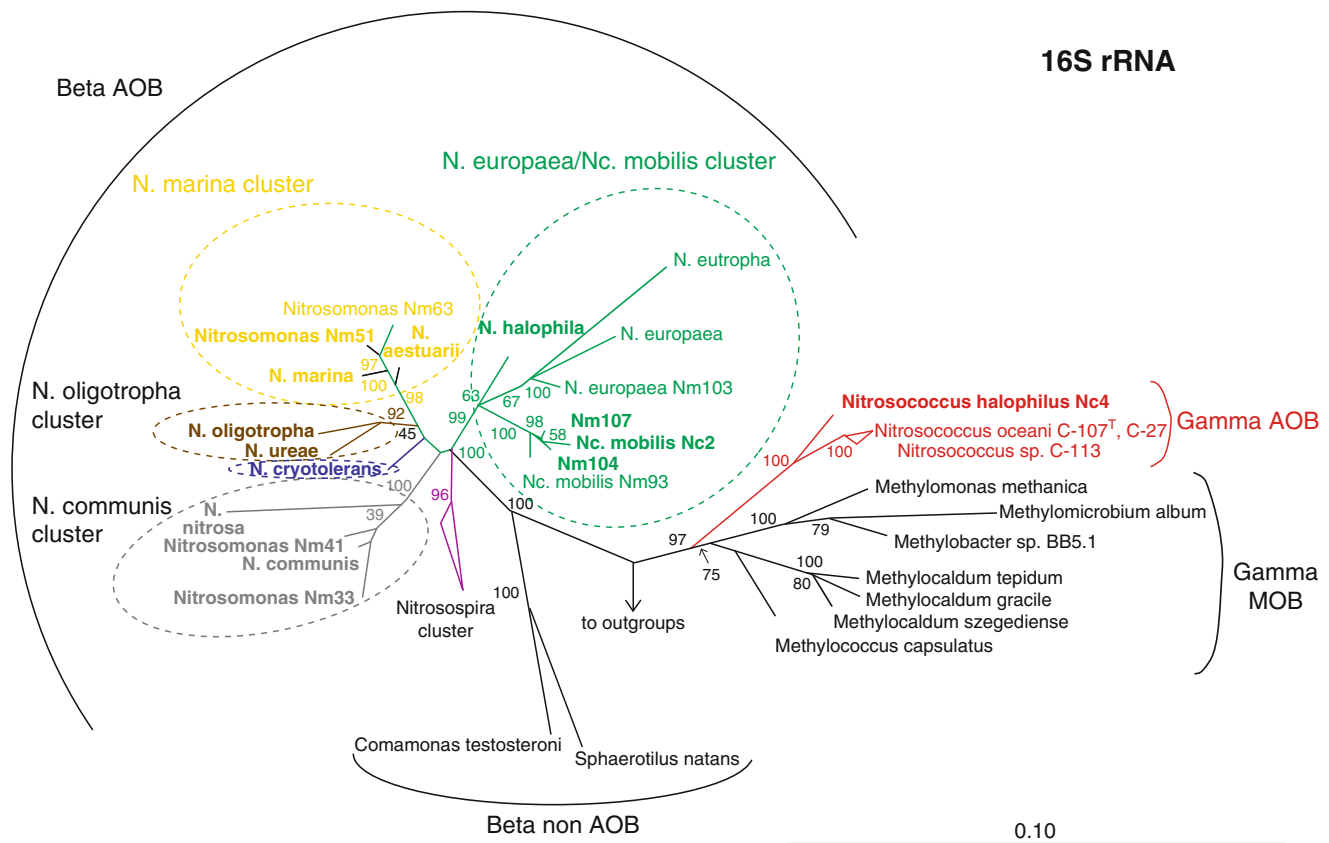 16S rRNA
Beta AOB
N. europaea/Nc. mobilis cluster
N. marina cluster
N. eutropha
Nitrosomonas Nm63
N. halophila
Nitrosomonas Nm51
N.
aestuarii
N. europaea
97
N. marina
100
98
N. europaea Nm103
100
63
67
N. oligotropha
cluster
92
99
Nm107
98
58
100
Nc. mobilis Nc2
Nm104
Nc. mobilis Nm93
N. oligotropha
45
N. ureae
100
N. cryotolerans
Nitrosococcus halophilus Nc4
Gamma AOB
Nitrosococcus oceani C-107T, C-27
Nitrosococcus sp. C-113
100
100
N. communis
cluster
100
96
N.
nitrosa
39
Nitrosomonas Nm41
N. communis
Nitrosomonas Nm33
100
Methylomonas methanica
100
Methylomicrobium album
79
97
Methylobacter sp. BB5.1
75
100
Methylocaldum tepidum
80
Methylocaldum gracile
Methylocaldum szegediense
Methylococcus capsulatus
Gamma
MOB
Nitrosospira
cluster
100
to outgroups
Comamonas testosteroni
Sphaerotilus natans
Beta non AOB
0.10